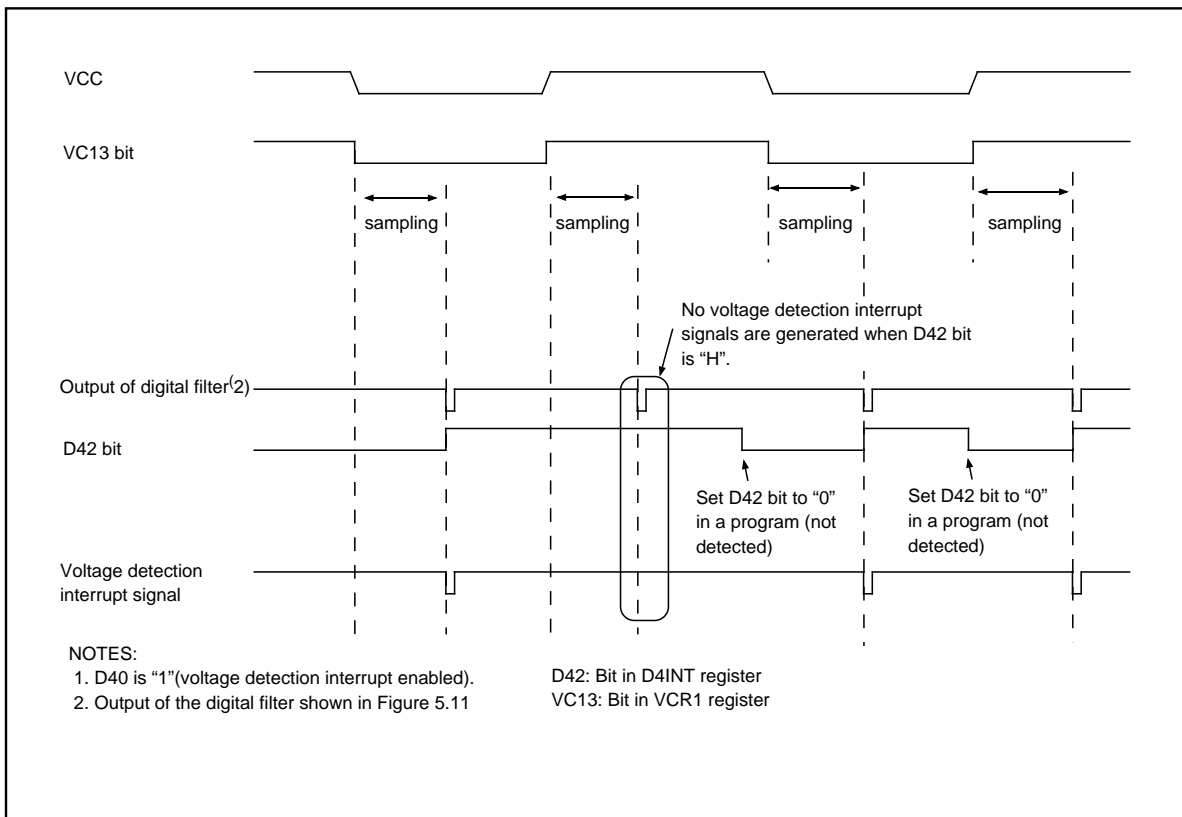 VCC
VC13 bit
sampling
sampling
sampling
sampling
No voltage detection interrupt
signals are generated when D42 bit
is “H”.
Output of digital filter(2)
D42 bit
Set D42 bit to “0”
in a program (not
detected)
Set D42 bit to “0”
in a program (not
detected)
Voltage detection
interrupt signal
NOTES:
1. D40 is “1”(voltage detection interrupt enabled).
2. Output of the digital filter shown in Figure 5.11
D42: Bit in D4INT register
VC13: Bit in VCR1 register